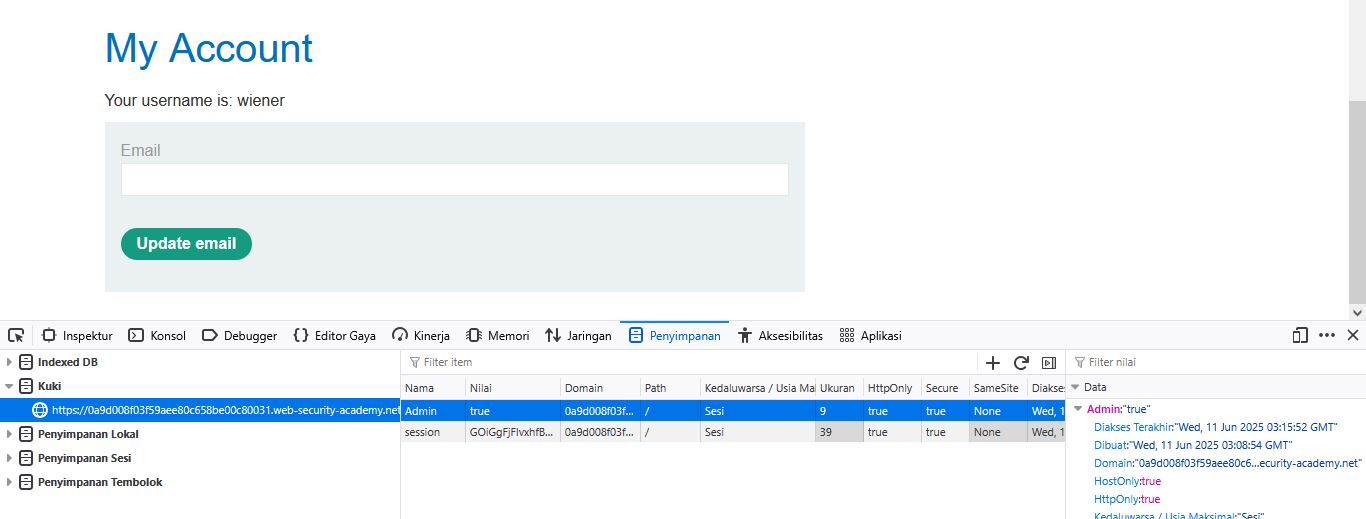 My Account
Your username is: wiener
Email
Update email
Inspektur Konsol Debugger Editor Gaya Kinerja Memori Jaringan Penyimpanan Aksesibilitas Aplikasi
Indexed DB
Kuki
https://0a9d008f03f59aee80c658be00c80031.web-security-academy.net
Penyimpanan Lokal
Penyimpanan Sesi
Penyimpanan Tembolok
Filter item
Nama Nilai Domain Path Kedaluwarsa / Usia Mal Ukuran HttpOnly Secure SameSite Diakses
Admin true 0a9d008f03f... / Sesi 9 true true None Wed, 1
session GOiGgFjFlvxhfB... 0a9d008f03f... / Sesi 39 true true None Wed, 1
Filter nilai
Data
Admin:"true"
Diakses Terakhir:"Wed, 11 Jun 2025 03:15:52 GMT"
Dibuat:"Wed, 11 Jun 2025 03:08:54 GMT"
Domain:"0a9d008f03f59aee80c6...ecurity-academy.net"
HostOnly:true
HttpOnly:true
Kedaluwarsa / Usia Maksimal:"Sesi"